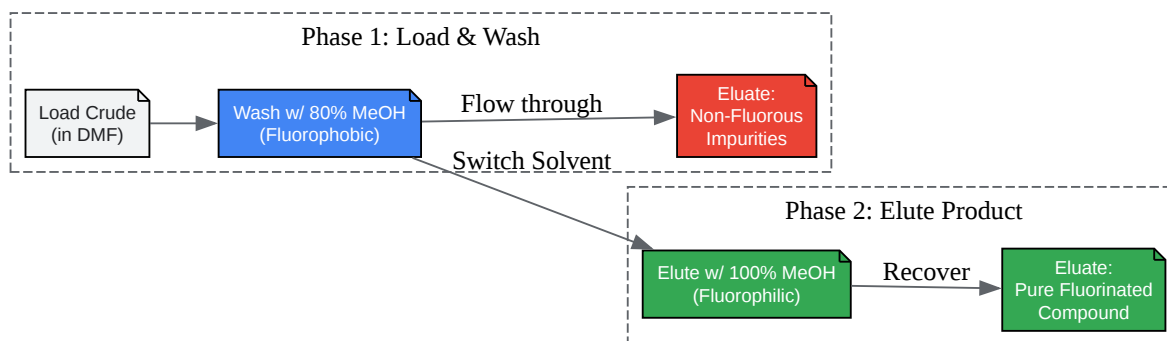 Phase 1: Load & Wash
Load Crude
(in DMF)
Wash w/ 80% MeOH
(Fluorophobic)
Flow through
Eluate:
Non-Fluorous
Impurities
Switch Solvent
Phase 2: Elute Product
Elute w/ 100% MeOH
(Fluorophilic)
Recover
Eluate:
Pure Fluorinated
Compound